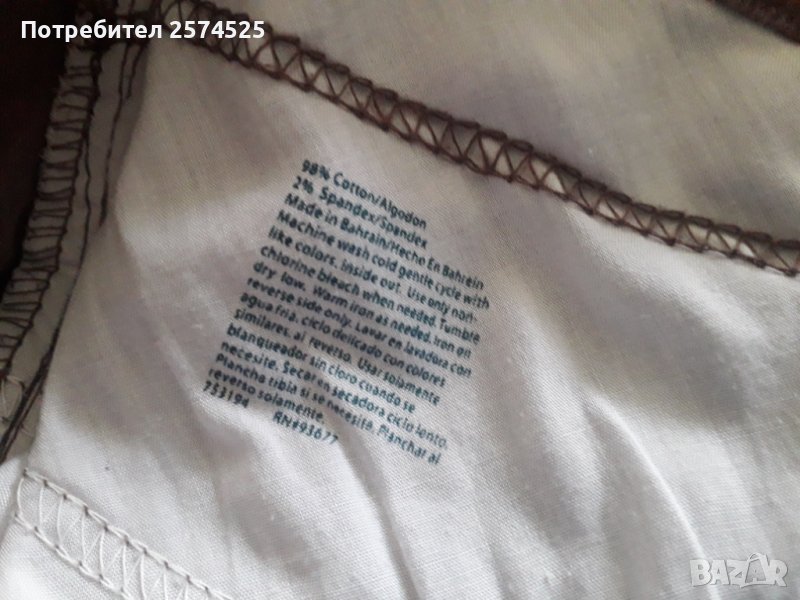 Потребител 2574525
98% Cotton/Algodon
2% Spandex/Spandex
Made in Bahrain/Hecho En Bahrein
Machine wash cold gentle cycle with
like colors. Inside out. Use only non-
chlorine bleach when needed. Tumble
dry low. Warm iron as needed. Iron on
reverse side only. Lavar en lavadora con
agua fria, ciclo delicado con colores
similares. al reverso. Usar solamente
blanqueador sin cloro cuando se
necesite. Secar en secadora ciclo lento.
Plancha tibia si se necesita. Planchar al
reverso solamente.
753194 RN#93677
BAZAR